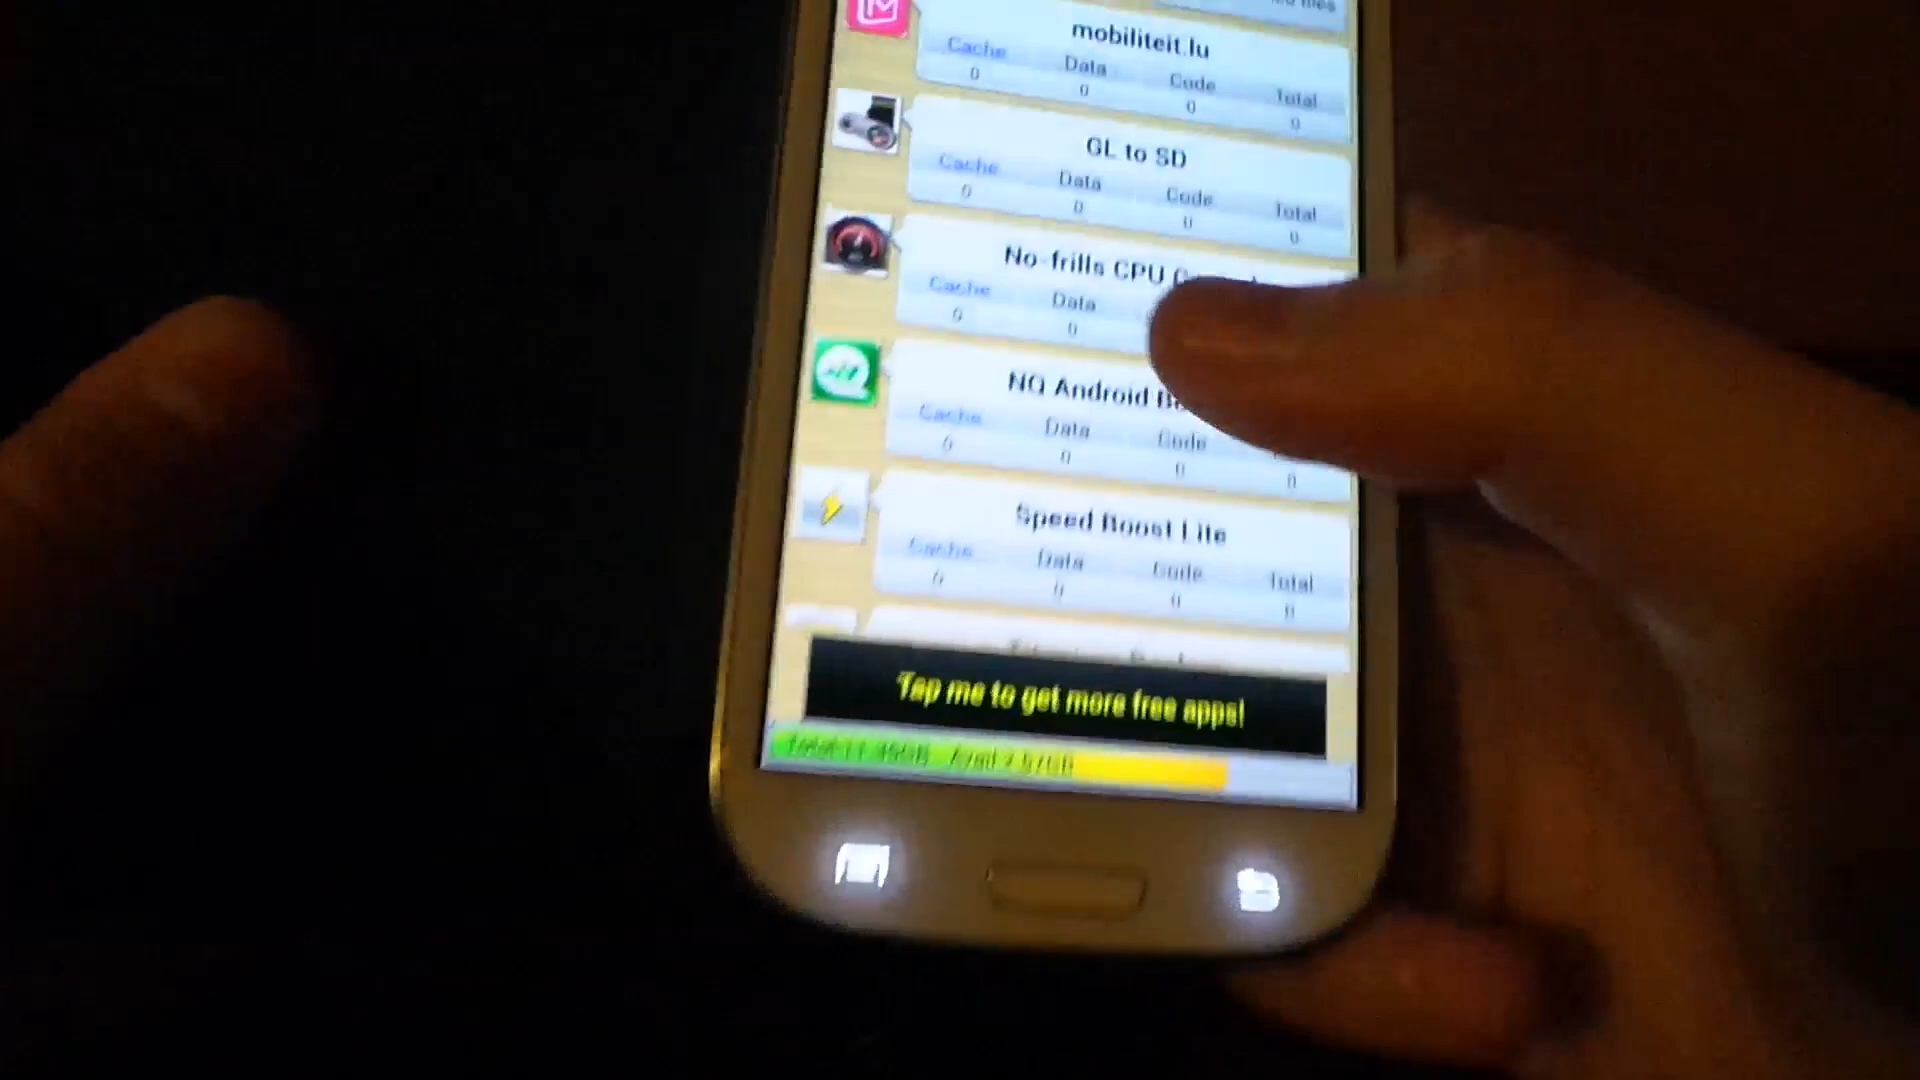 mobiliteit.lu
Cache Data Code Total
0 0 0 0
GL to SD
Cache Data Code Total
0 0 0 0
No-frills CPU
Cache Data
0 0
NQ Android
Cache Data Code
0 0 0 0
Speed Boost Lite
Cache Data Code Total
0 0 0 0
Tap me to get more free apps!